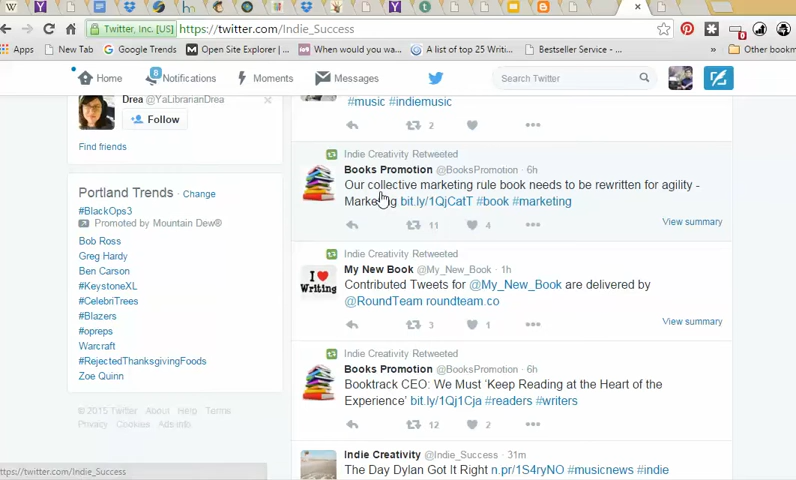 Twitter, Inc. [US] https://twitter.com/Indie_Success
Apps New Tab Google Trends Open Site Explorer | When would you wa... A list of top 25 Writi... Bestseller Service - » Other bookm
Home 8 Notifications Moments Messages Search Twitter
Drea @YaLibrarianDrea
Follow
Find friends
Portland Trends · Change
#BlackOps3
Promoted by Mountain Dew®
Bob Ross
Greg Hardy
Ben Carson
#KeystoneXL
#CelebriTrees
#Blazers
#opreps
Warcraft
#RejectedThanksgivingFoods
Zoe Quinn
© 2015 Twitter About Help Terms
Privacy Cookies Ads info
https://twitter.com/Indie_Success
#music #indiemusic
2
Indie Creativity Retweeted
Books Promotion @BooksPromotion · 6h
Our collective marketing rule book needs to be rewritten for agility -
Marketing bit.ly/1QjCatT #book #marketing
11 4
View summary
Indie Creativity Retweeted
My New Book @My_New_Book · 1h
Contributed Tweets for @My_New_Book are delivered by
@RoundTeam roundteam.co
3 1
View summary
Indie Creativity Retweeted
Books Promotion @BooksPromotion · 6h
Booktrack CEO: We Must ‘Keep Reading at the Heart of the
Experience’ bit.ly/1Qj1Cja #readers #writers
12 2
Indie Creativity @Indie_Success · 31m
The Day Dylan Got It Right n.pr/1S4ryNO #musicnews #indie
I ♥
Writing